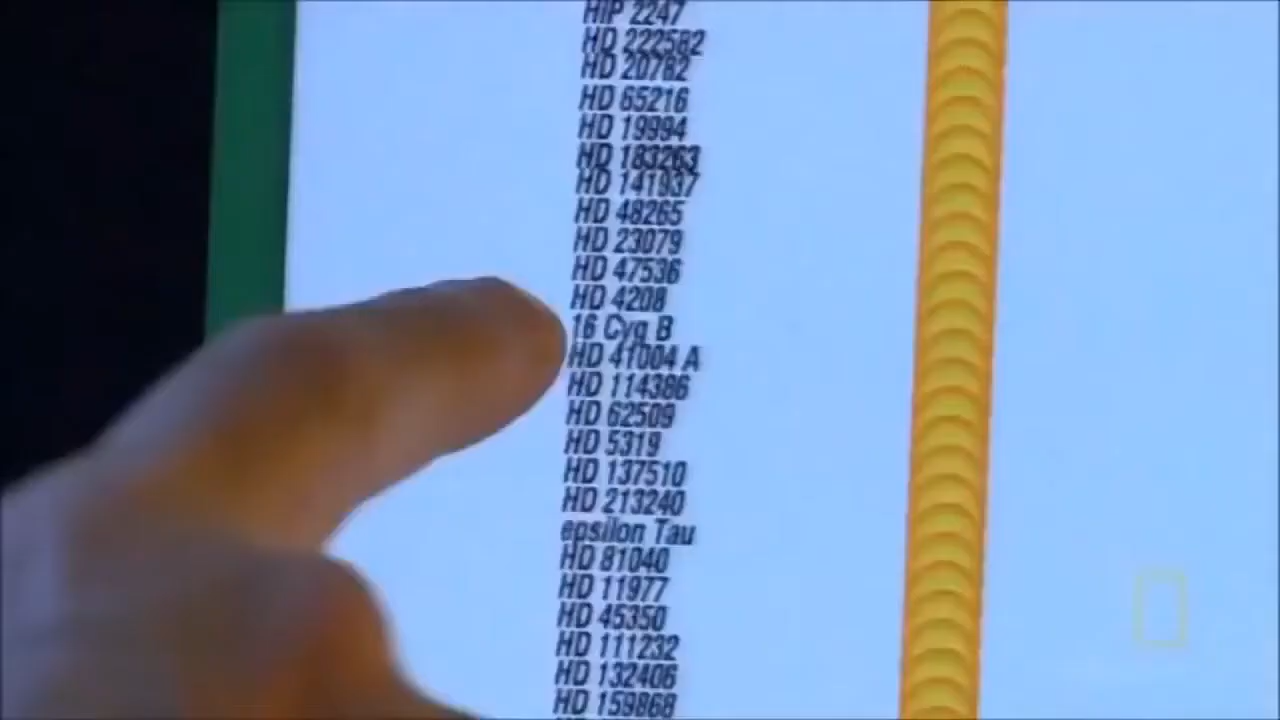 HIP 2247
HD 222582
HD 20782
HD 65216
HD 19994
HD 183263
HD 141937
HD 48265
HD 23079
HD 47536
HD 4208
16 Cyg B
HD 41004 A
HD 114386
HD 62509
HD 5319
HD 137510
HD 213240
epsilon Tau
HD 81040
HD 11977
HD 45350
HD 111232
HD 132406
HD 159868